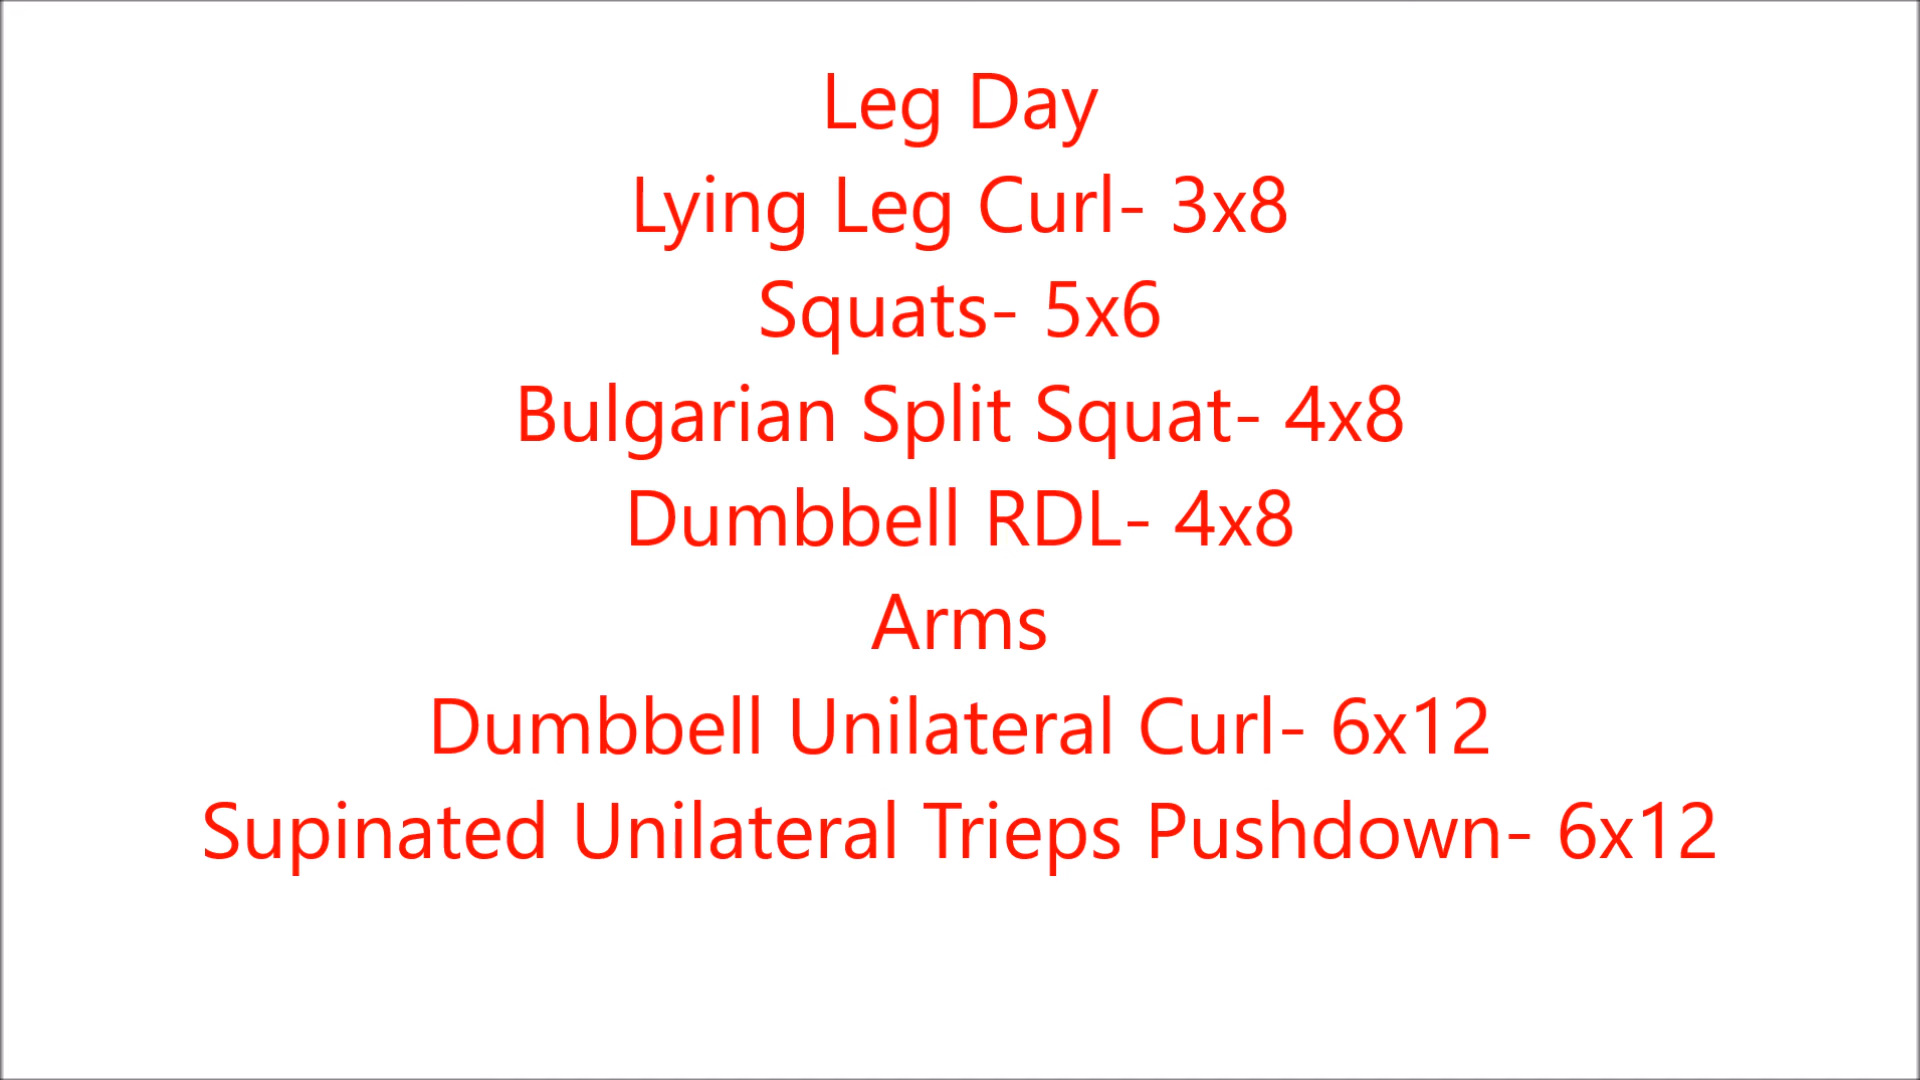 Leg Day
Lying Leg Curl- 3x8
Squats- 5x6
Bulgarian Split Squat- 4x8
Dumbbell RDL- 4x8
Arms
Dumbbell Unilateral Curl- 6x12
Supinated Unilateral Trieps Pushdown- 6x12